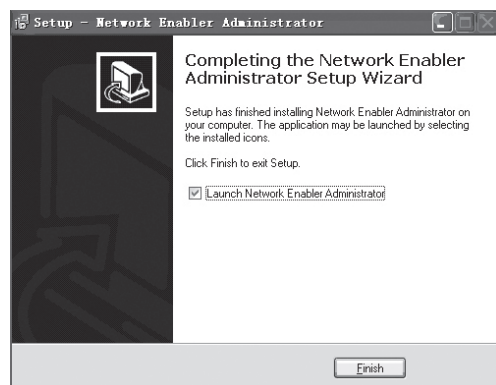 Setup - Network Enabler Administrator
Completing the Network Enabler
Administrator Setup Wizard
Setup has finished installing Network Enabler Administrator on
your computer. The application may be launched by selecting
the installed icons.
Click Finish to exit Setup.
Launch Network Enabler Administrator
Finish